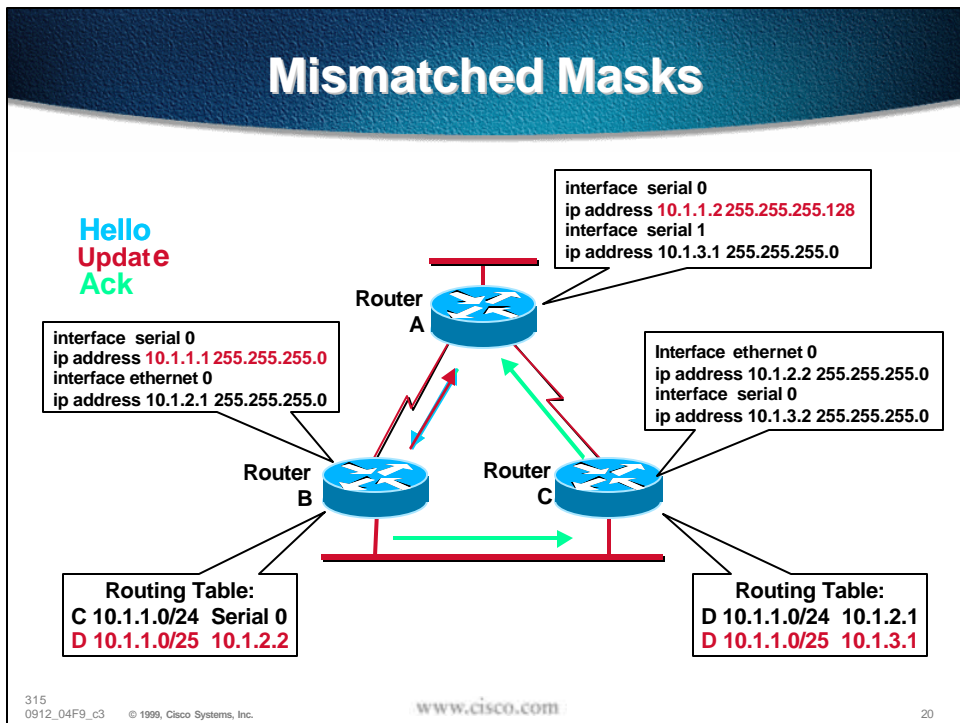 Mismatched Masks
interface serial 0
ip address 10.1.1.2 255.255.255.128
interface serial 1
ip address 10.1.3.1 255.255.255.0
Hello
Update
Ack
Router
A
interface serial 0
ip address 10.1.1.1 255.255.255.0
interface ethernet 0
ip address 10.1.2.1 255.255.255.0
Interface ethernet 0
ip address 10.1.2.2 255.255.255.0
interface serial 0
ip address 10.1.3.2 255.255.255.0
Router
B
Router
C
Routing Table:
C 10.1.1.0/24 Serial 0
D 10.1.1.0/25 10.1.2.2
Routing Table:
D 10.1.1.0/24 10.1.2.1
D 10.1.1.0/25 10.1.3.1
315
0912_04F9_c3 © 1999, Cisco Systems, Inc.
www.cisco.com
20